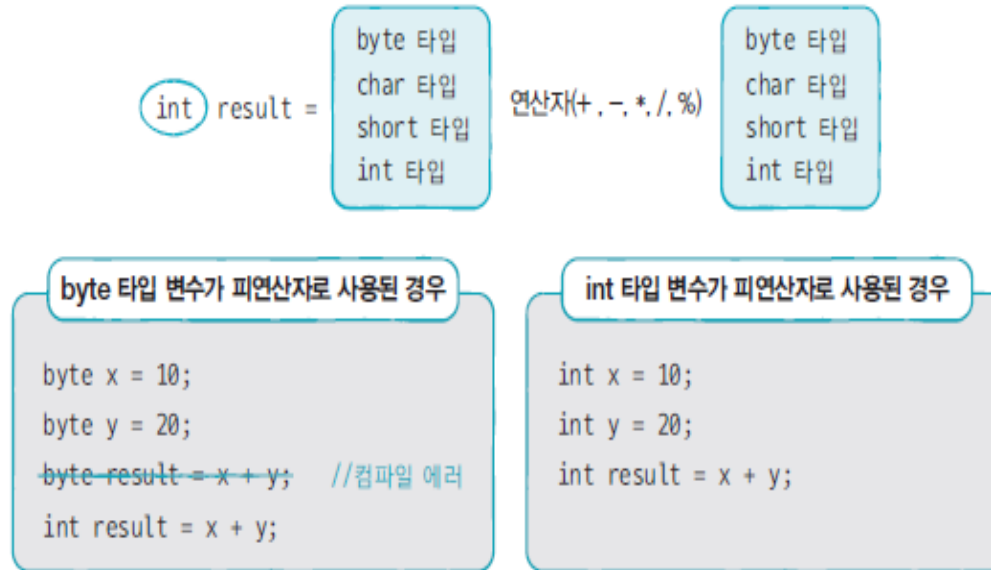 int result =
byte 타입
char 타입
short 타입
int 타입
연산자(+, -, *, /, %)
byte 타입
char 타입
short 타입
int 타입
byte 타입 변수가 피연산자로 사용된 경우
byte x = 10;
byte y = 20;
byte result = x + y; //컴파일 에러
int result = x + y;
int 타입 변수가 피연산자로 사용된 경우
int x = 10;
int y = 20;
int result = x + y;